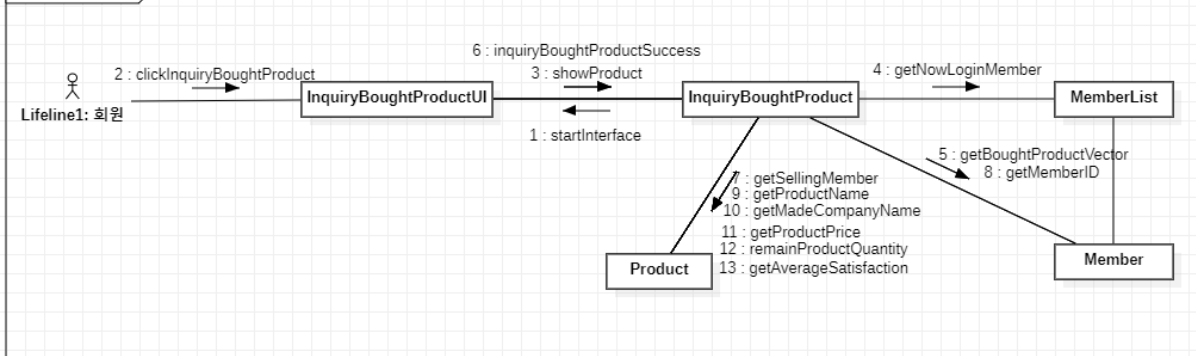 6 : inquiryBoughtProductSuccess
2 : clickInquiryBoughtProduct
3 : showProduct
4 : getNowLoginMember
InquiryBoughtProductUI
InquiryBoughtProduct
MemberList
Lifeline1: 회원
1 : startInterface
5 : getBoughtProductVector
8 : getMemberID
7 : getSellingMember
9 : getProductName
10 : getMadeCompanyName
11 : getProductPrice
12 : remainProductQuantity
13 : getAverageSatisfaction
Product
Member